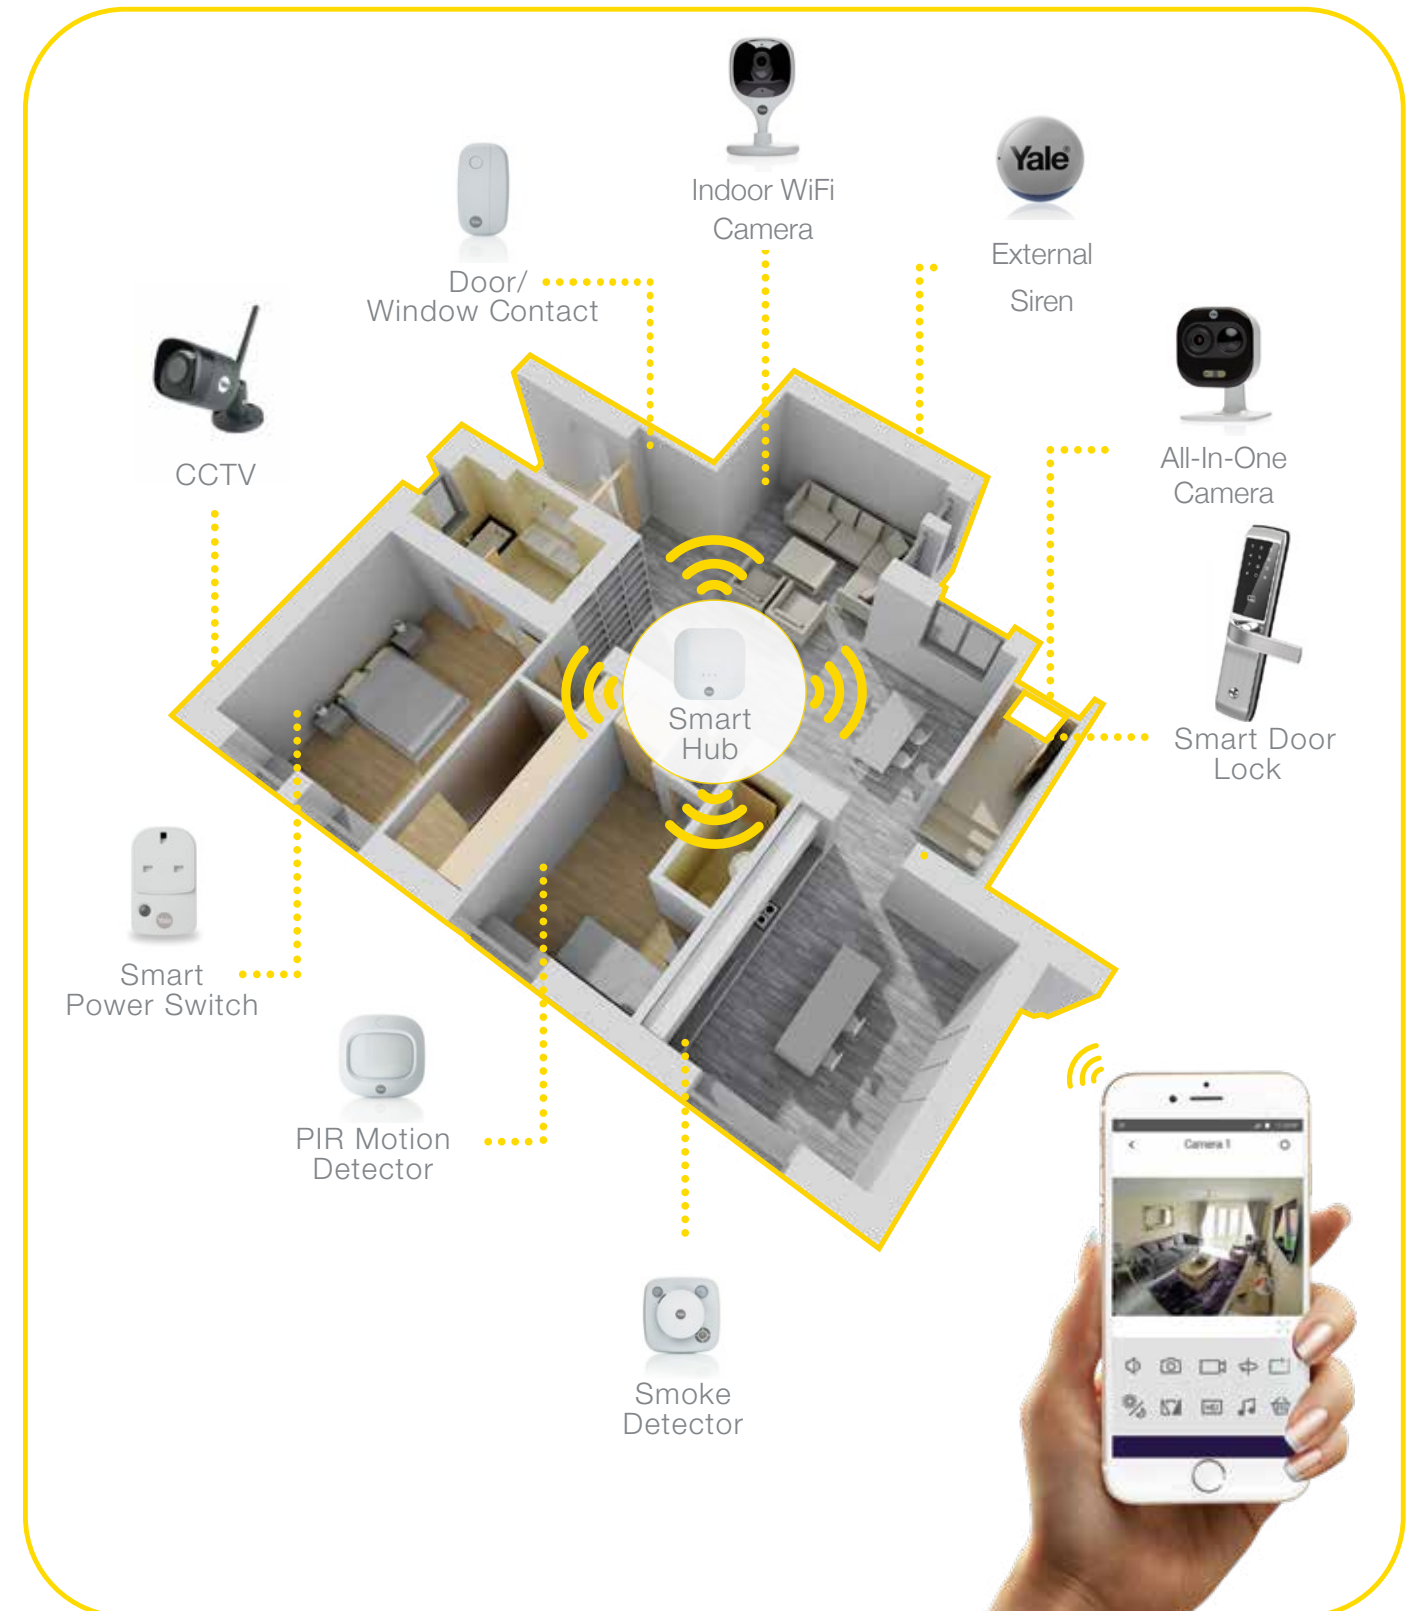 Yale
Indoor WiFi
Camera
External
Siren
Door/
Window Contact
CCTV
All-In-One
Camera
Smart
Hub
Smart Door
Lock
Smart
Power Switch
PIR Motion
Detector
Camera 1
HD
Smoke
Detector